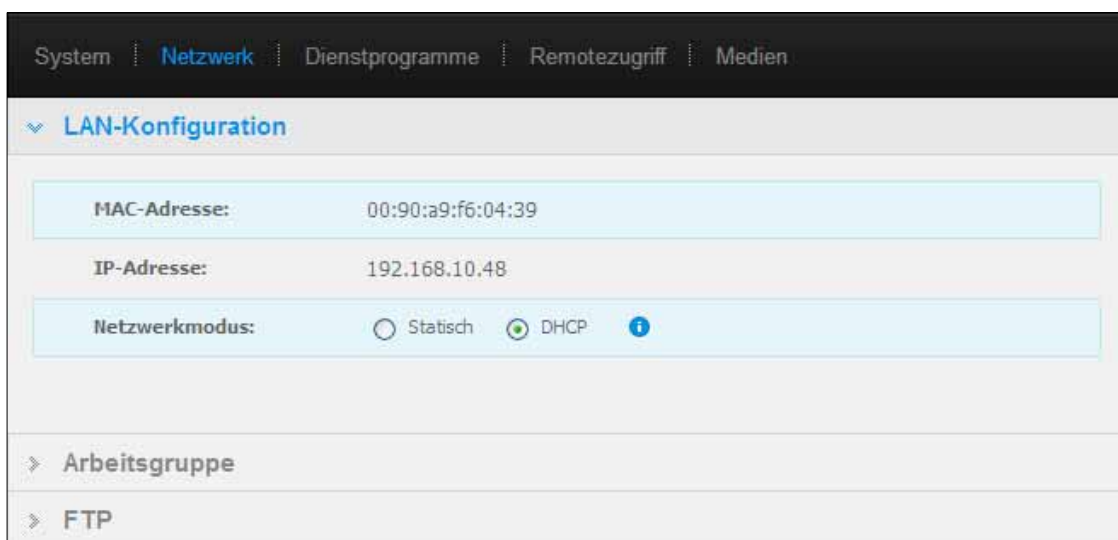 System Netzwerk Dienstprogramme Remotezugriff Medien
LAN-Konfiguration
MAC-Adresse: 00:90:a9:f6:04:39
IP-Adresse: 192.168.10.48
Netzwerkmodus: Statisch DHCP i
Arbeitsgruppe
FTP